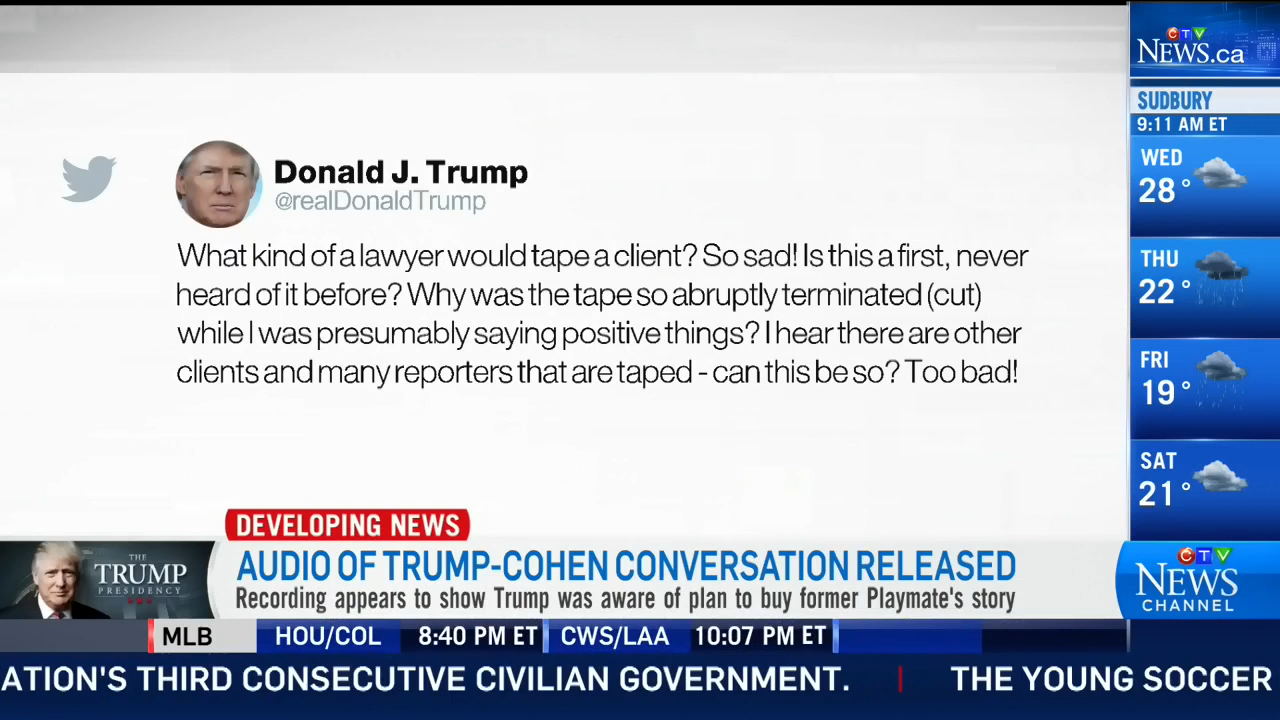 Donald J. Trump
@realDonaldTrump
What kind of a lawyer would tape a client? So sad! Is this a first, never
heard of it before? Why was the tape so abruptly terminated (cut)
while I was presumably saying positive things? I hear there are other
clients and many reporters that are taped - can this be so? Too bad!
CTV
NEWS.ca
SUDBURY
9:11 AM ET
WED
28°
THU
22°
FRI
19°
SAT
21°
DEVELOPING NEWS
THE
TRUMP
PRESIDENCY
AUDIO OF TRUMP-COHEN CONVERSATION RELEASED
Recording appears to show Trump was aware of plan to buy former Playmate's story
CTV
NEWS
CHANNEL
MLB HOU/COL 8:40 PM ET CWS/LAA 10:07 PM ET
ATION'S THIRD CONSECUTIVE CIVILIAN GOVERNMENT. | THE YOUNG SOCCER